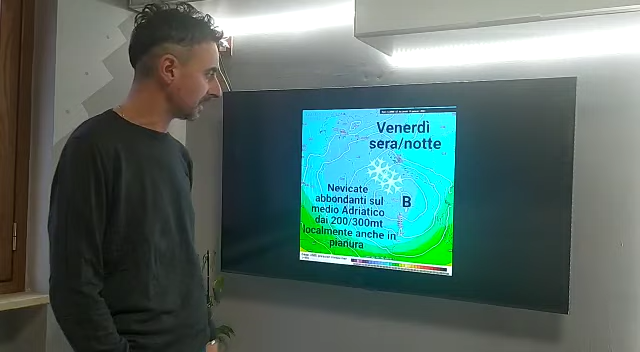 Venerdì
sera/notte
Nevicate
abbondanti sul
medio Adriatico
dai 200/300mt
localmente anche in
pianura
B